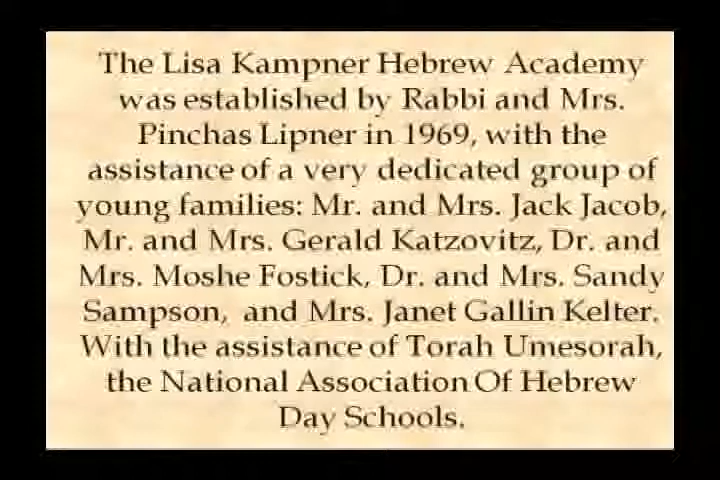 The Lisa Kampner Hebrew Academy
was established by Rabbi and Mrs.
Pinchas Lipner in 1969, with the
assistance of a very dedicated group of
young families: Mr. and Mrs. Jack Jacob,
Mr. and Mrs. Gerald Katzovitz, Dr. and
Mrs. Moshe Fostick, Dr. and Mrs. Sandy
Sampson, and Mrs. Janet Gallin Kelter.
With the assistance of Torah Umesorah,
the National Association Of Hebrew
Day Schools.